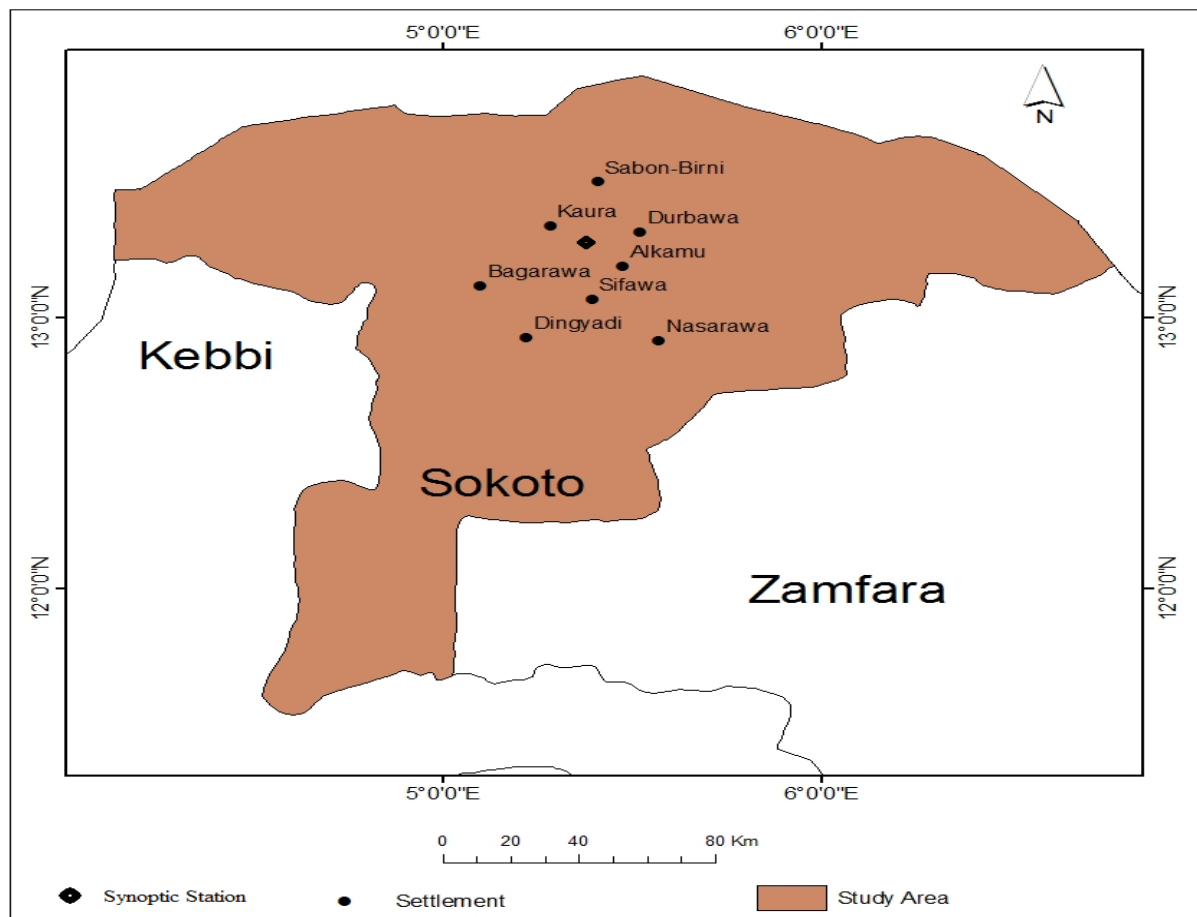 5°0'0"E 6°0'0"E
N
Sabon-Birni
Kaura
Durbawa
Alkamu
Bagarawa
Sifawa
13°0'0"N
13°0'0"N
Dingyadi
Nasarawa
Kebbi
Sokoto
12°0'0"N
12°0'0"N
Zamfara
5°0'0"E 6°0'0"E
0 20 40 80 Km
Synoptic Station Settlement Study Area